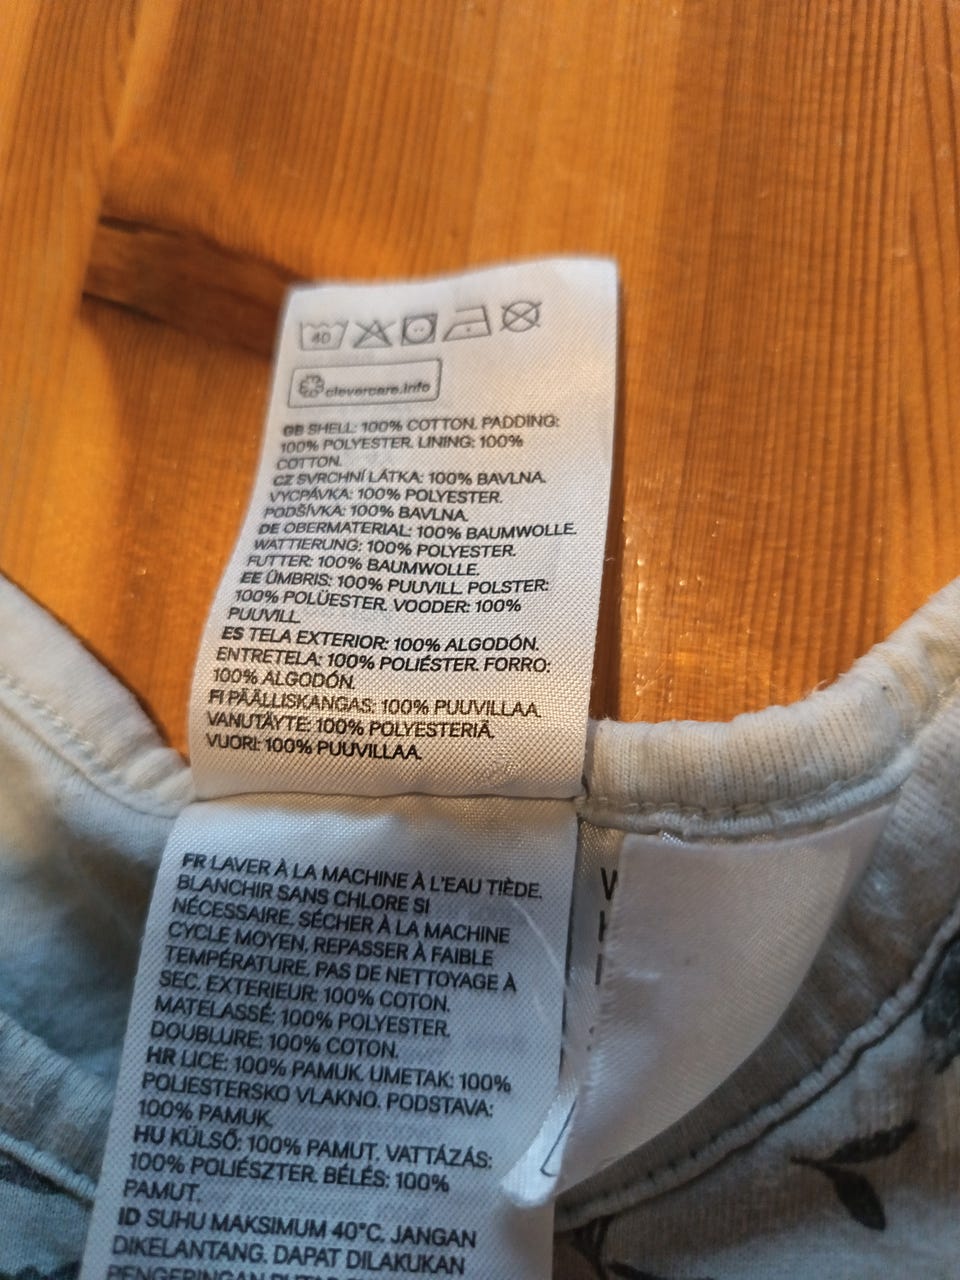 40
clevercare.info
GB SHELL: 100% COTTON. PADDING:
100% POLYESTER. LINING: 100%
COTTON.
CZ SVRCHNÍ LÁTKA: 100% BAVLNA.
VYCPÁVKA: 100% POLYESTER.
PODŠÍVKA: 100% BAVLNA.
DE OBERMATERIAL: 100% BAUMWOLLE.
WATTIERUNG: 100% POLYESTER.
FUTTER: 100% BAUMWOLLE.
EE ÜMBRIS: 100% PUUVILL. POLSTER:
100% POLÜESTER. VOODER: 100%
PUUVILL.
ES TELA EXTERIOR: 100% ALGODÓN.
ENTRETELA: 100% POLIÉSTER. FORRO:
100% ALGODÓN.
FI PÄÄLLISKANGAS: 100% PUUVILLAA.
VANUTÄYTE: 100% POLYESTERIÄ.
VUORI: 100% PUUVILLAA.
FR LAVER À LA MACHINE À L'EAU TIÈDE.
BLANCHIR SANS CHLORE SI
NÉCESSAIRE. SÉCHER À LA MACHINE
CYCLE MOYEN. REPASSER À FAIBLE
TEMPÉRATURE. PAS DE NETTOYAGE À
SEC. EXTERIEUR: 100% COTON.
MATELASSÉ: 100% POLYESTER.
DOUBLURE: 100% COTON.
HR LICE: 100% PAMUK. UMETAK: 100%
POLIESTERSKO VLAKNO. PODSTAVA:
100% PAMUK.
HU KÜLSŐ: 100% PAMUT. VATTÁZÁS:
100% POLIÉSZTER. BÉLÉS: 100%
PAMUT.
ID SUHU MAKSIMUM 40°C. JANGAN
DIKELANTANG. DAPAT DILAKUKAN